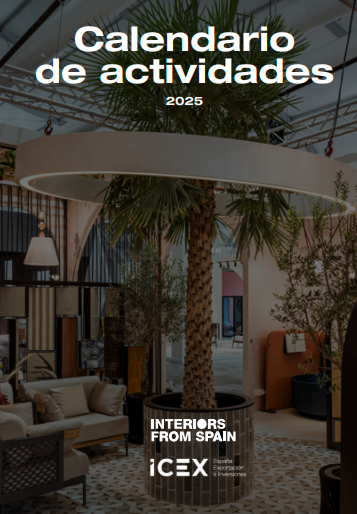 Calendario
de actividades
2025
INTERIORS
FROM SPAIN
icex
España
Exportación
e Inversiones